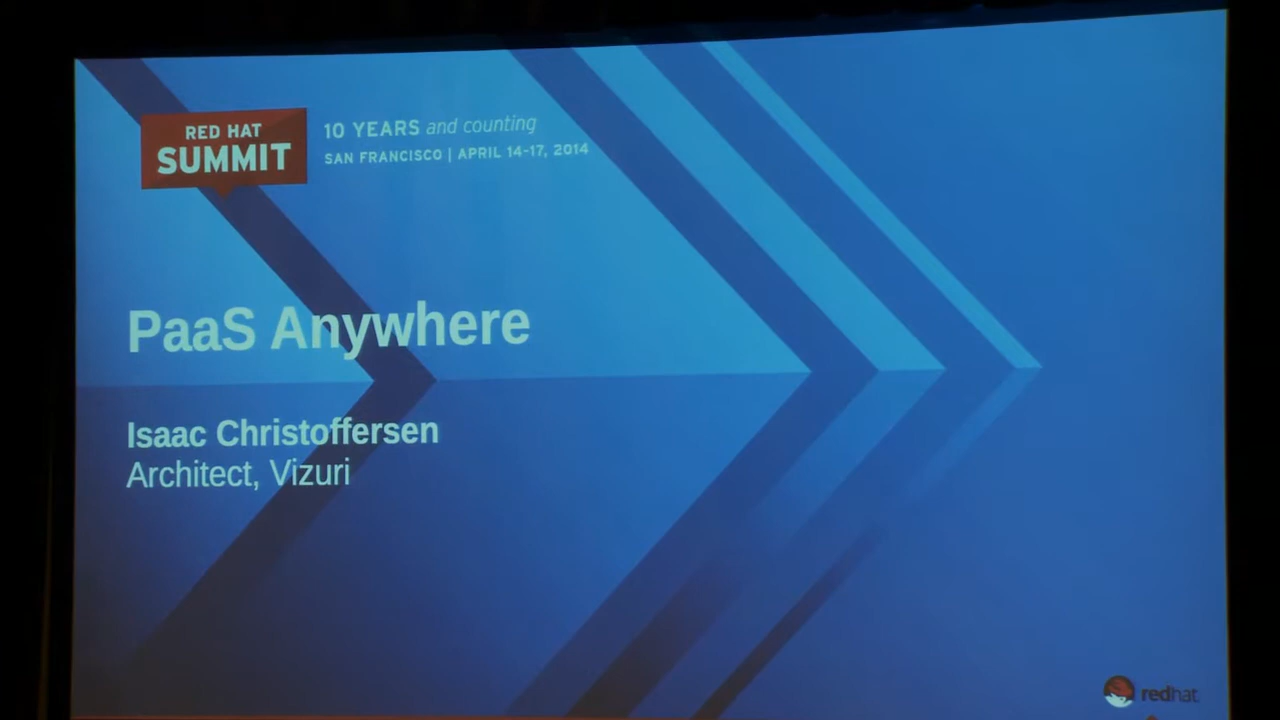 RED HAT
SUMMIT
10 YEARS and counting
SAN FRANCISCO | APRIL 14-17, 2014
PaaS Anywhere
Isaac Christoffersen
Architect, Vizuri
redhat